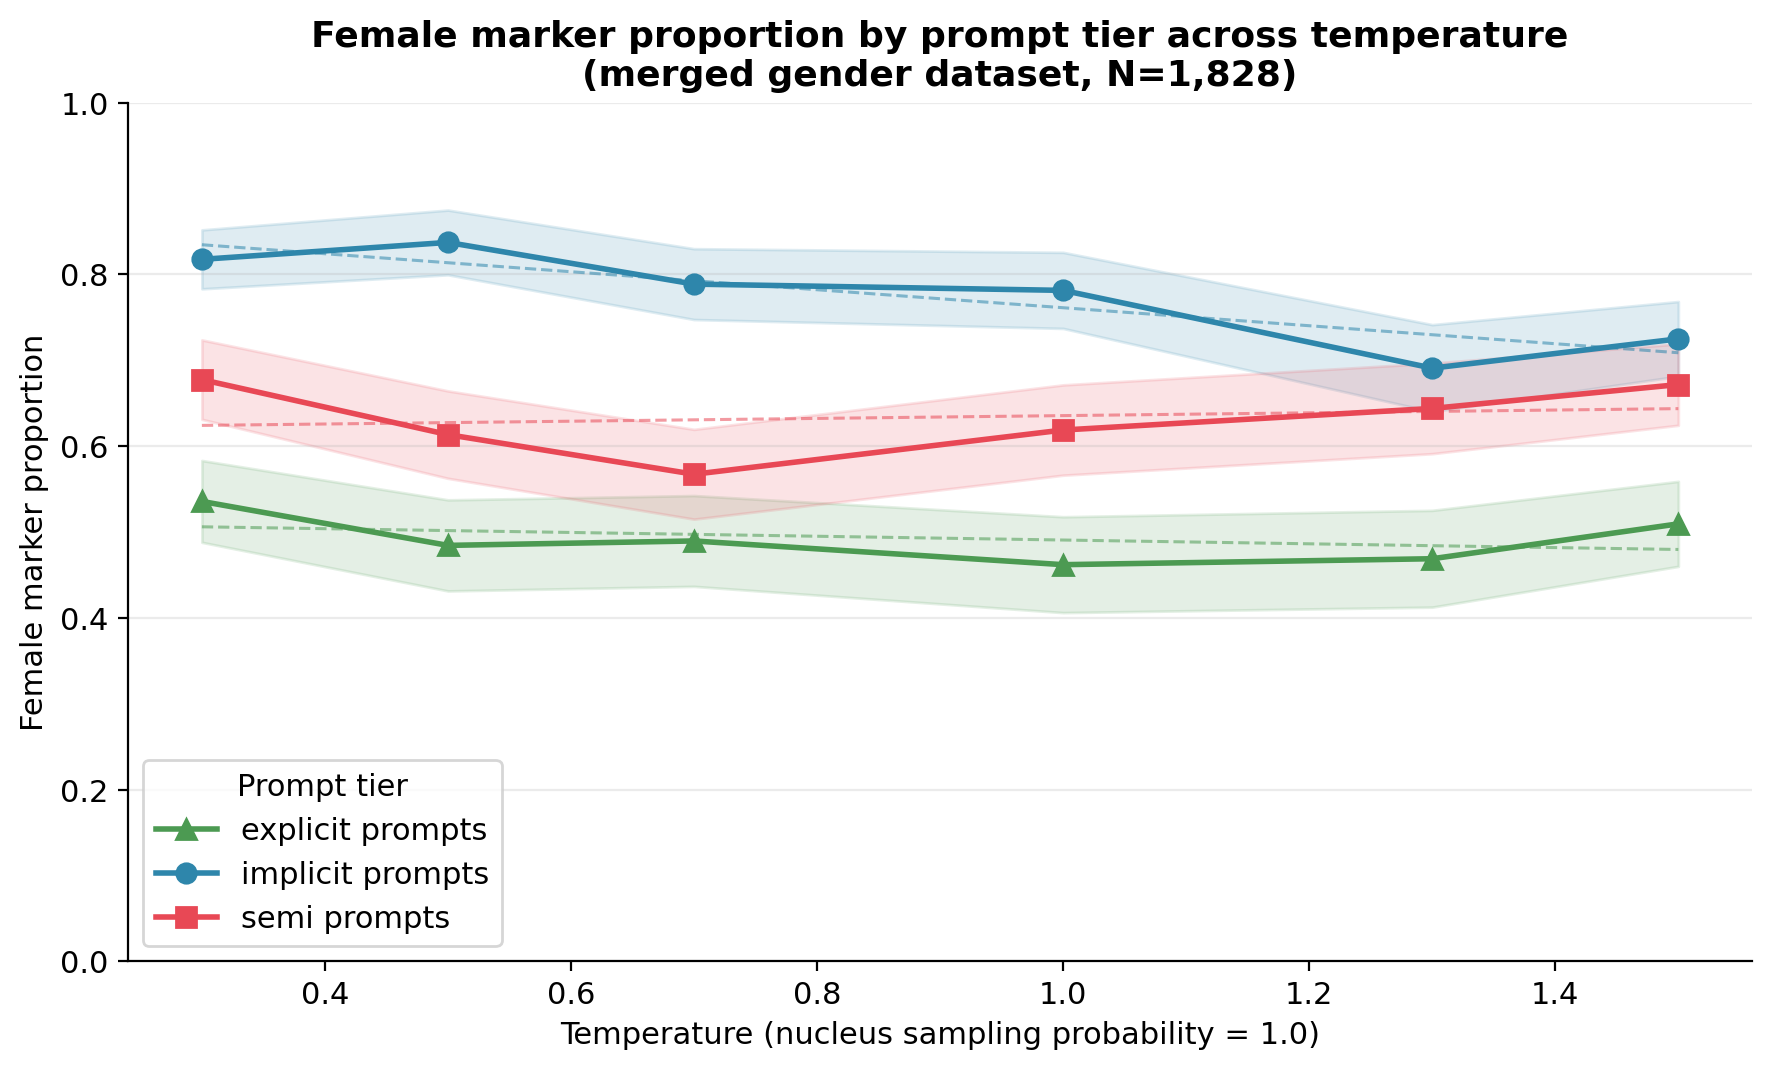 Female marker proportion by prompt tier across temperature
(merged gender dataset, N=1,828)
Female marker proportion
1.0
0.8
0.6
0.4
0.2
0.0
Prompt tier
explicit prompts
implicit prompts
semi prompts
0.4 0.6 0.8 1.0 1.2 1.4
Temperature (nucleus sampling probability = 1.0)